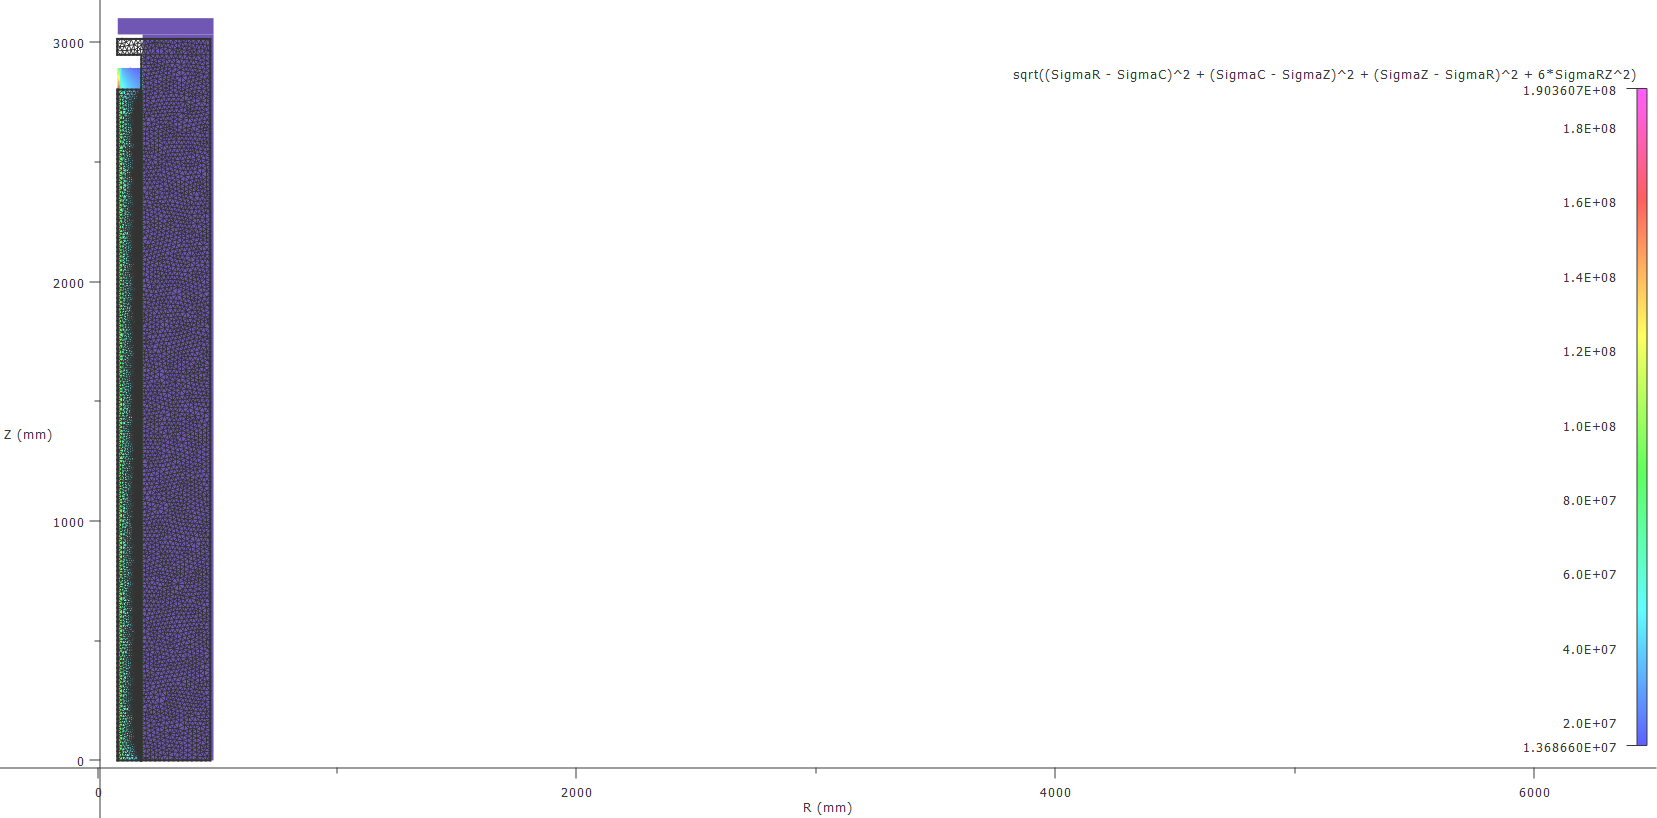 sqrt((SigmaR - SigmaC)^2 + (SigmaC - SigmaZ)^2 + (SigmaZ - SigmaR)^2 + 6*SigmaRZ^2)
1.903607E+08
1.8E+08
1.6E+08
1.4E+08
1.2E+08
1.0E+08
8.0E+07
6.0E+07
4.0E+07
2.0E+07
1.368660E+07
3000
2000
Z (mm)
1000
0
0
2000
4000
6000
R (mm)